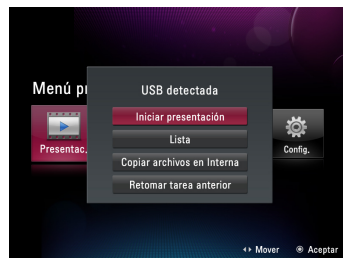 Menú pr
USB detectada
Iniciar presentación
Lista
Copiar archivos en Interna
Retomar tarea anterior
Presentac.
Config.
Mover
Aceptar